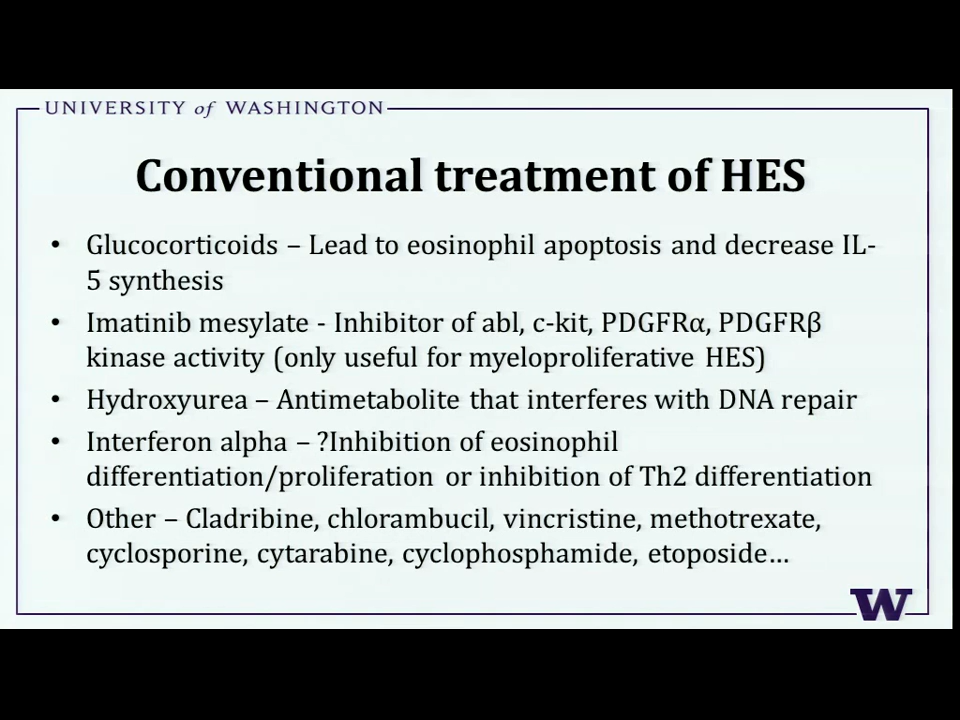 UNIVERSITY of WASHINGTON
Conventional treatment of HES
• Glucocorticoids – Lead to eosinophil apoptosis and decrease IL-
5 synthesis
• Imatinib mesylate - Inhibitor of abl, c-kit, PDGFRα, PDGFRβ
kinase activity (only useful for myeloproliferative HES)
• Hydroxyurea – Antimetabolite that interferes with DNA repair
• Interferon alpha – ?Inhibition of eosinophil
differentiation/proliferation or inhibition of Th2 differentiation
• Other – Cladribine, chlorambucil, vincristine, methotrexate,
cyclosporine, cytarabine, cyclophosphamide, etoposide...
W